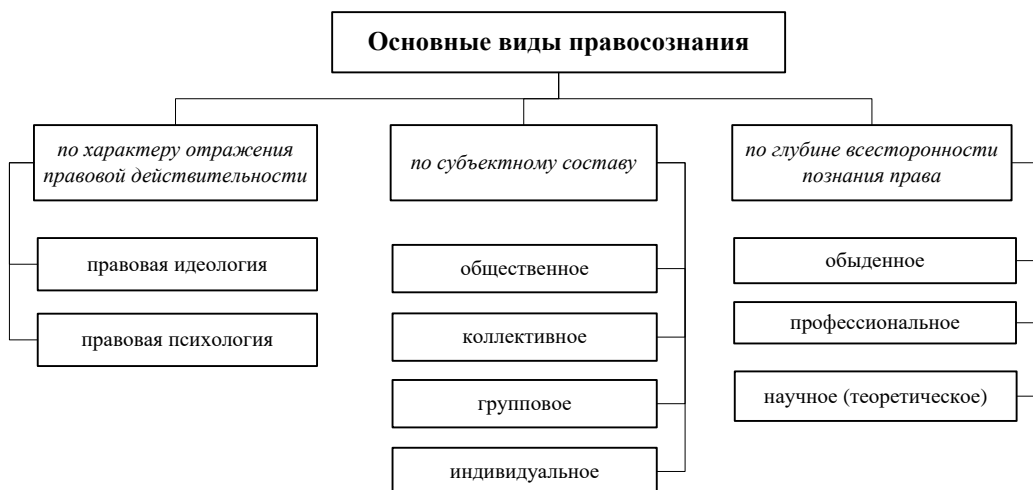 Основные виды правосознания
по характеру отражения
правовой действительности
правовая идеология
правовая психология
по субъектному составу
общественное
коллективное
групповое
индивидуальное
по глубине всесторонности
познания права
обыденное
профессиональное
научное (теоретическое)